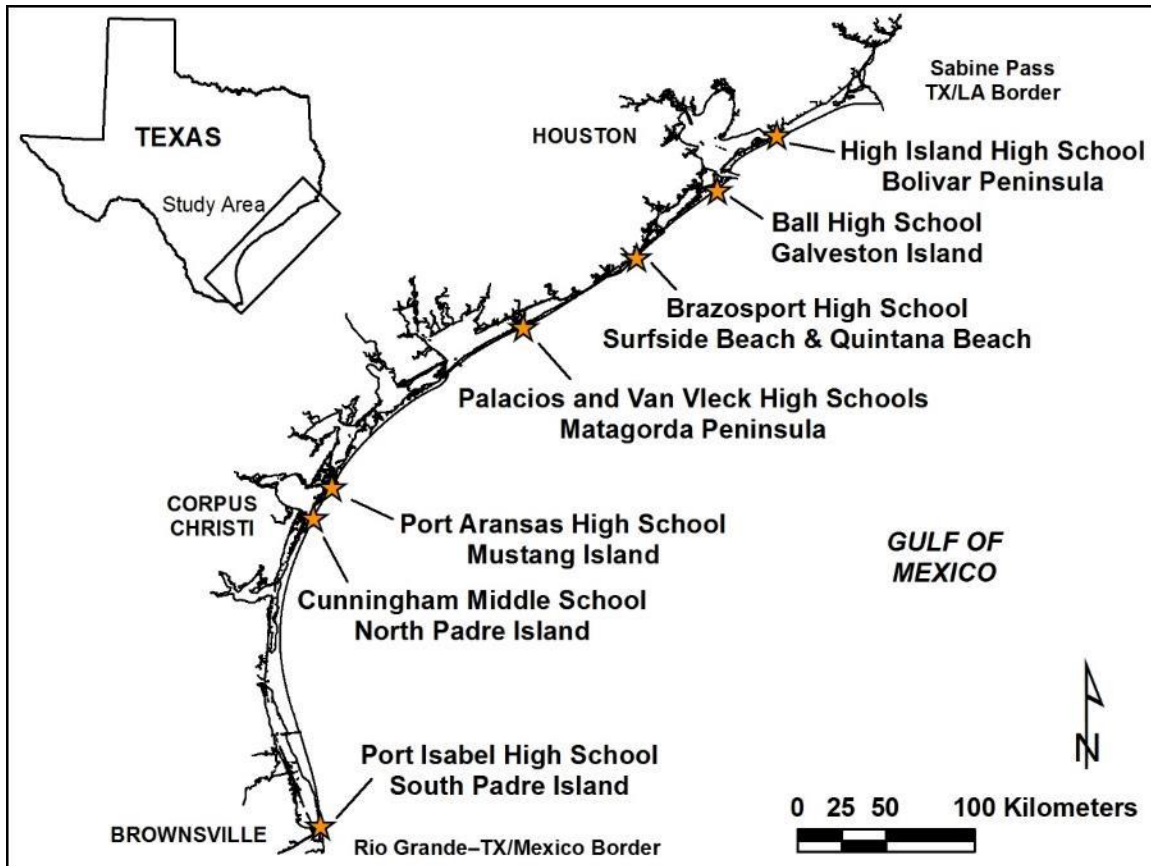 TEXAS
Study Area
HOUSTON
Sabine Pass
TX/LA Border
High Island High School
Bolivar Peninsula
Ball High School
Galveston Island
Brazosport High School
Surfside Beach & Quintana Beach
Palacios and Van Vleck High Schools
Matagorda Peninsula
CORPUS
CHRISTI
Port Aransas High School
Mustang Island
GULF OF
MEXICO
Cunningham Middle School
North Padre Island
Port Isabel High School
South Padre Island
BROWNSVILLE
Rio Grande–TX/Mexico Border
N
0 25 50 100 Kilometers